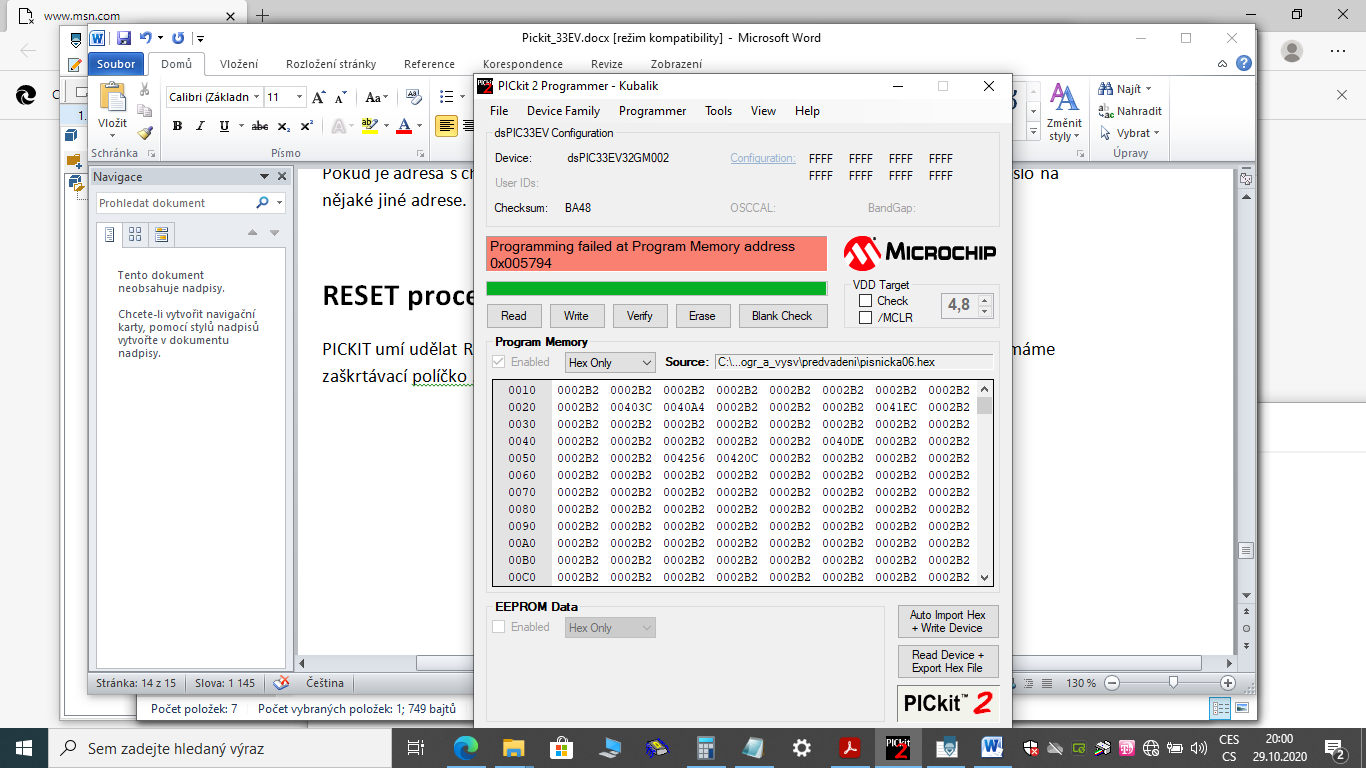 www.msn.com
Pickit_33EV.docx [režim kompatibility] - Microsoft Word
Soubor Domů Vložení Rozložení stránky Reference Korespondence Revize Zobrazení
Vložit
Calibri (Základn 11
Schránka Písmo
Změnit styly
Najít
Nahradit
Vybrat
Úpravy
Navigace
Prohledat dokument
Tento dokument
neobsahuje nadpisy.
Chcete-li vytvořit navigační
karty, pomocí stylů nadpisů
vytvořte v dokumentu
nadpisy.
Pokud je adresa s
nějaké jiné adrese.
RESET
PICKIT umí udělat
máme
zaškrtávací políčko
PICkit 2 Programmer - Kubalik
File Device Family Programmer Tools View Help
dsPIC33EV Configuration
Device: dsPIC33EV32GM002 Configuration: FFFF FFFF FFFF FFFF
FFFF FFFF FFFF FFFF
User IDs:
Checksum: BA48 OSCCAL: BandGap:
Programming failed at Program Memory address
0x005794
MICROCHIP
VDD Target
Check
/MCLR
4,8
Read Write Verify Erase Blank Check
Program Memory
Enabled Hex Only Source: C:\...ogr_a_vysv\predvadeni\pisnicka06.hex
0010 0002B2 0002B2 0002B2 0002B2 0002B2 0002B2 0002B2 0002B2
0020 0002B2 00403C 0040A4 0002B2 0002B2 0002B2 0041EC 0002B2
0030 0002B2 0002B2 0002B2 0002B2 0002B2 0002B2 0002B2 0002B2
0040 0002B2 0002B2 0002B2 0002B2 0002B2 0040DE 0002B2 0002B2
0050 0002B2 0002B2 004256 00420C 0002B2 0002B2 0002B2 0002B2
0060 0002B2 0002B2 0002B2 0002B2 0002B2 0002B2 0002B2 0002B2
0070 0002B2 0002B2 0002B2 0002B2 0002B2 0002B2 0002B2 0002B2
0080 0002B2 0002B2 0002B2 0002B2 0002B2 0002B2 0002B2 0002B2
0090 0002B2 0002B2 0002B2 0002B2 0002B2 0002B2 0002B2 0002B2
00A0 0002B2 0002B2 0002B2 0002B2 0002B2 0002B2 0002B2 0002B2
00B0 0002B2 0002B2 0002B2 0002B2 0002B2 0002B2 0002B2 0002B2
00C0 0002B2 0002B2 0002B2 0002B2 0002B2 0002B2 0002B2 0002B2
EEPROM Data
Enabled Hex Only
Auto Import Hex
+ Write Device
Read Device +
Export Hex File
PICkit™ 2
Stránka: 14 z 15 Slova: 1 145 Čeština 130 %
Počet položek: 7 Počet vybraných položek: 1; 749 bajtů
Sem zadejte hledaný výraz
CES
CS
20:00
29.10.2020
2